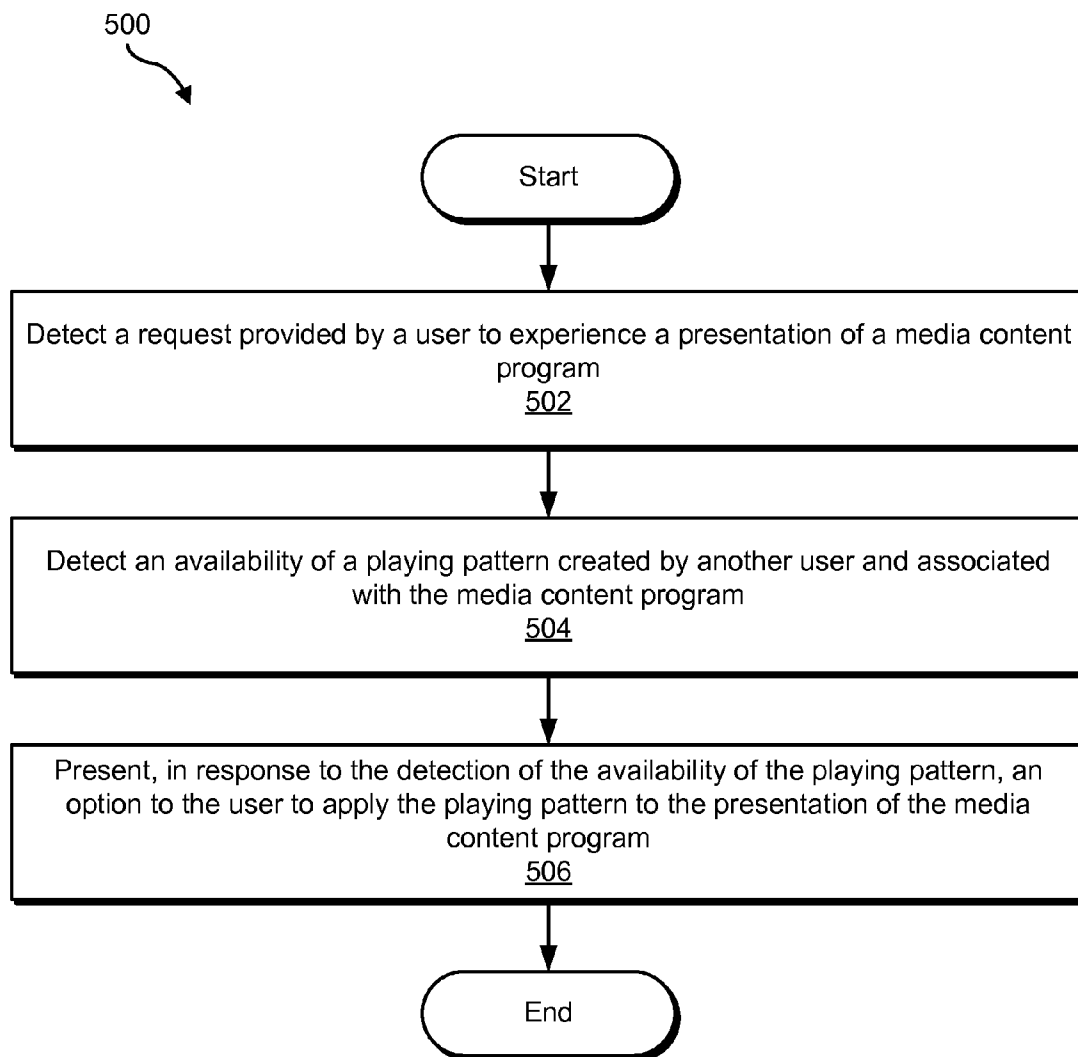 500
Start
Detect a request provided by a user to experience a presentation of a media content
program
502
Detect an availability of a playing pattern created by another user and associated
with the media content program
504
Present, in response to the detection of the availability of the playing pattern, an
option to the user to apply the playing pattern to the presentation of the media
content program
506
End